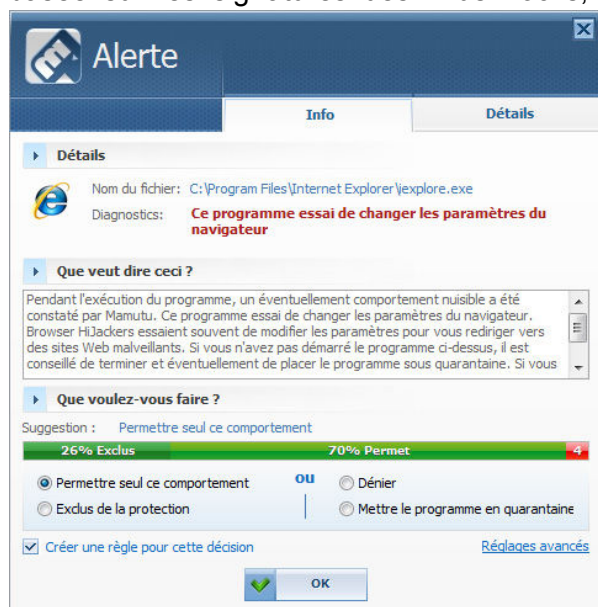 Alerte
Info
Détails
Détails
Nom du fichier: C:\Program Files\Internet Explorer\iexplore.exe
Diagnostics: Ce programme essai de changer les paramètres du
navigateur
Que veut dire ceci ?
Pendant l'exécution du programme, un éventuellement comportement nuisible a été
constaté par Mamutu. Ce programme essai de changer les paramètres du navigateur.
Browser HiJackers essaient souvent de modifier les paramètres pour vous rediriger vers
des sites Web malveillants. Si vous n'avez pas démarré le programme ci-dessus, il est
conseillé de terminer et éventuellement de placer le programme sous quarantaine. Si vous
Que voulez-vous faire ?
Suggestion : Permettre seul ce comportement
26% Exclus 70% Permet 4
Permettre seul ce comportement ou Dénier
Exclus de la protection Mettre le programme en quarantaine
Créer une règle pour cette décision Réglages avancés
OK